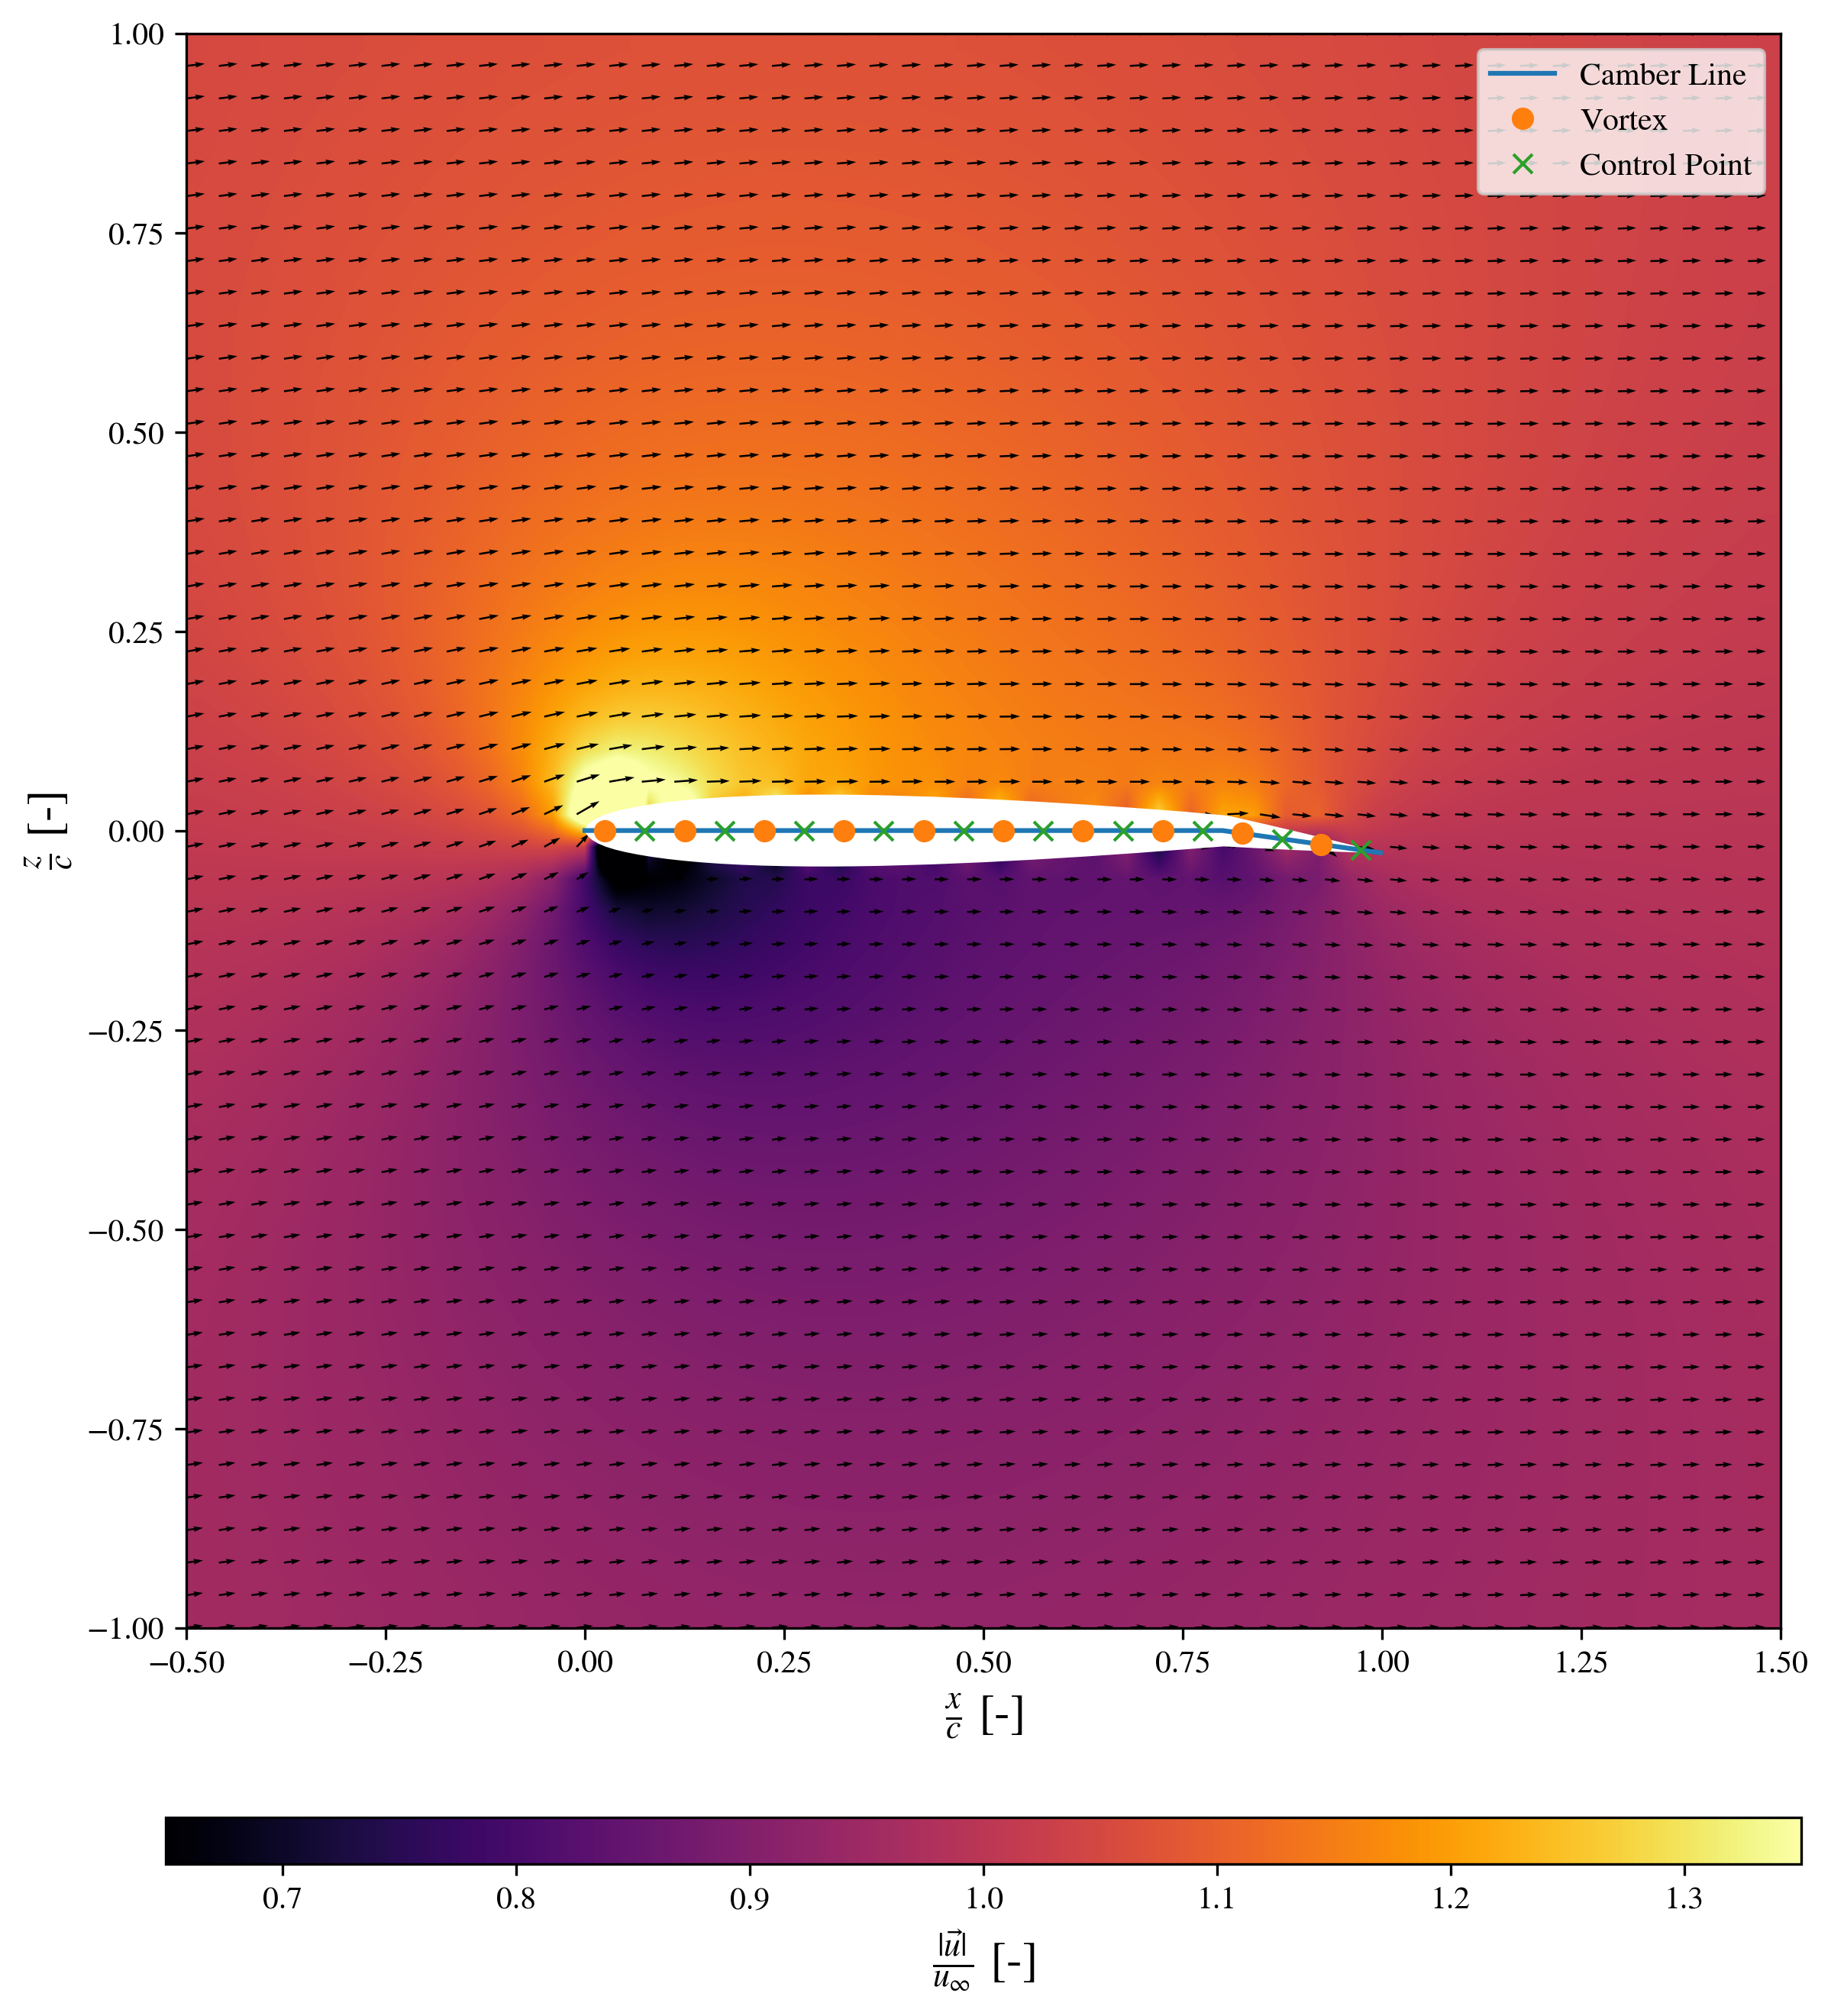 1.00
0.75
0.50
0.25
0.00
−0.25
−0.50
−0.75
−1.00
z/c [-]
Camber Line
Vortex
Control Point
−0.50 −0.25 0.00 0.25 0.50 0.75 1.00 1.25 1.50
x/c [-]
0.7 0.8 0.9 1.0 1.1 1.2 1.3
|u⃗|/u∞ [-]